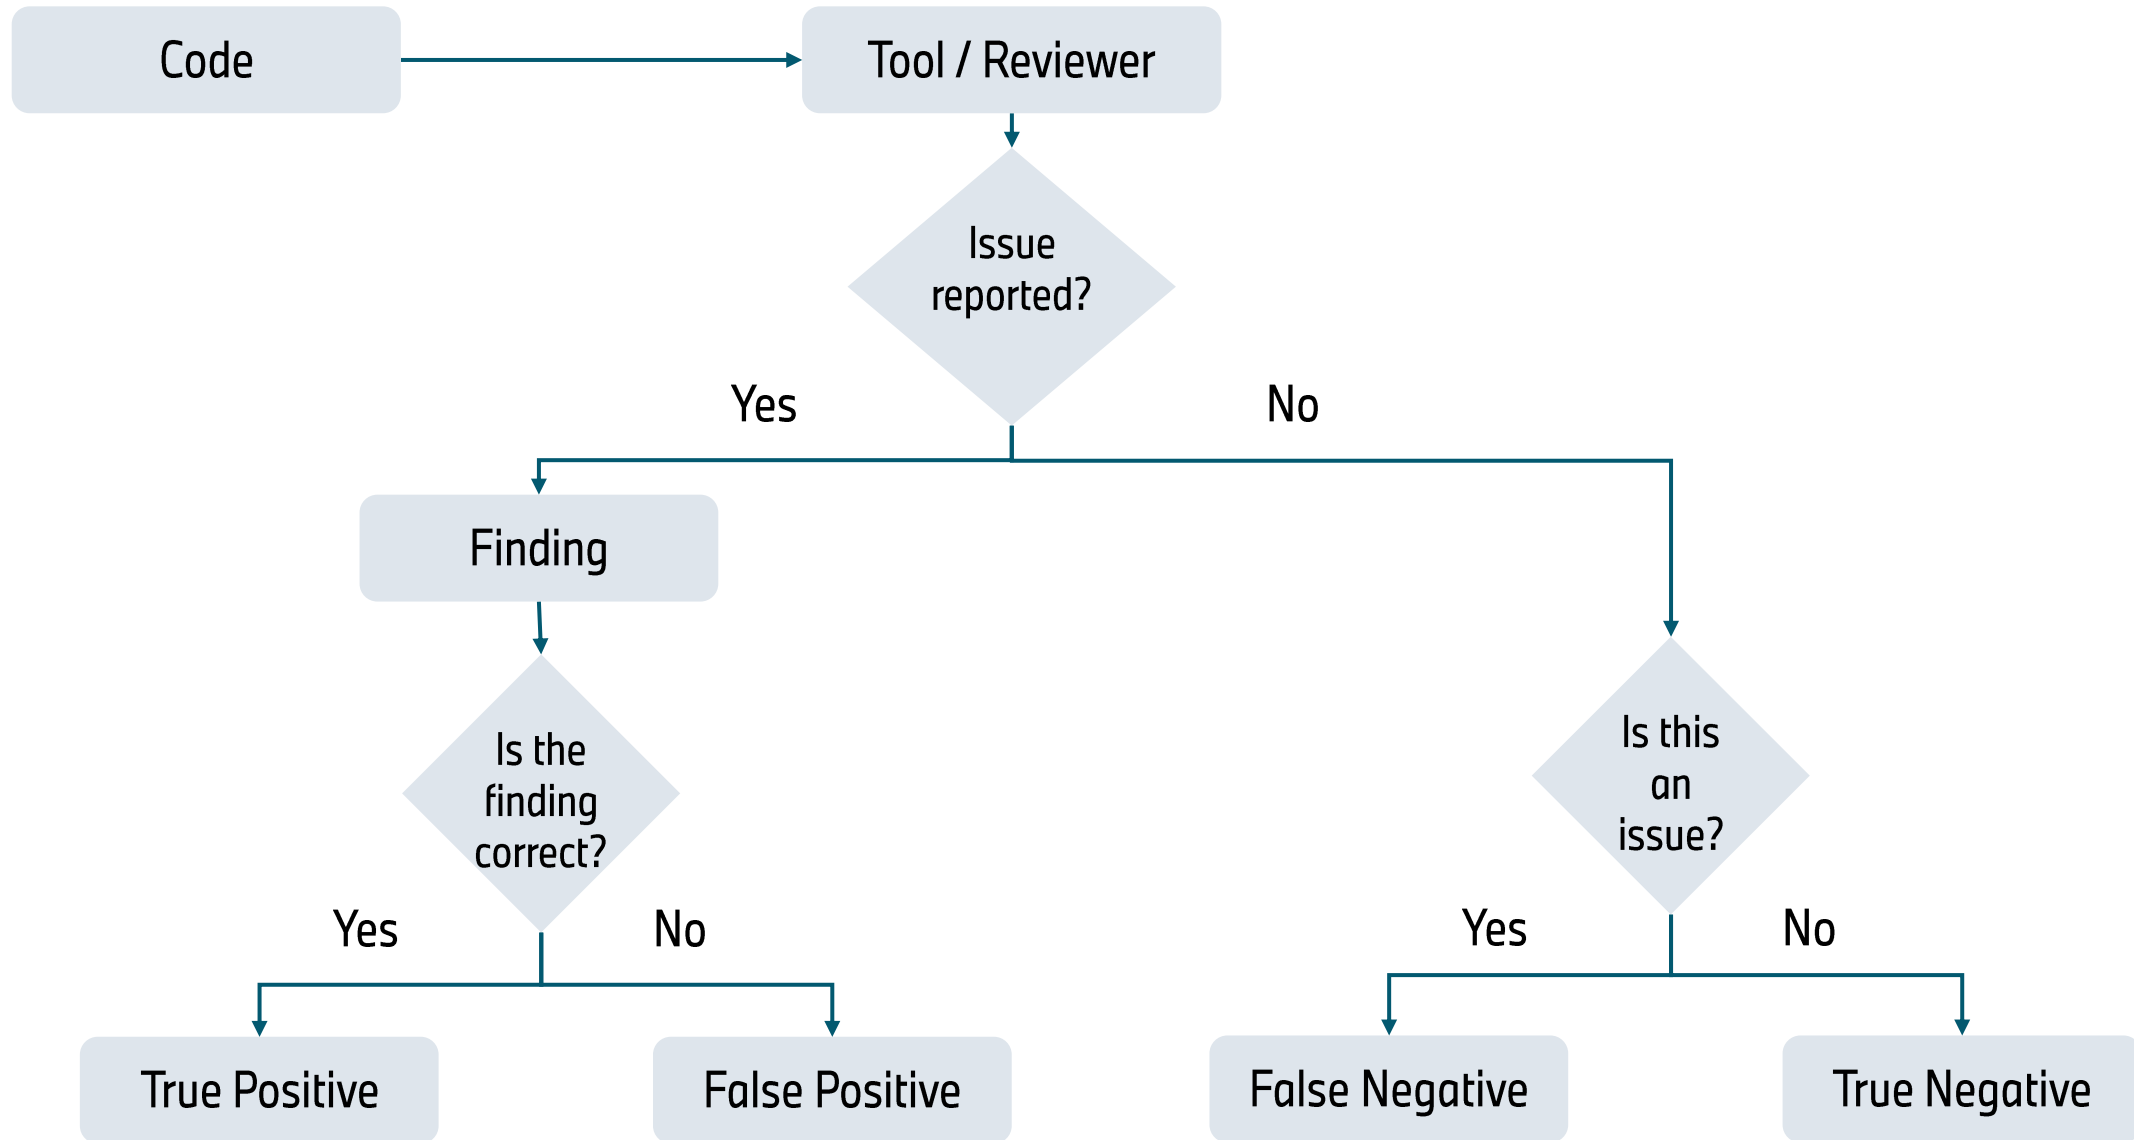 Code
Tool / Reviewer
Issue
reported?
Yes
No
Finding
Is the
finding
correct?
Is this
an
issue?
Yes
No
Yes
No
True Positive
False Positive
False Negative
True Negative